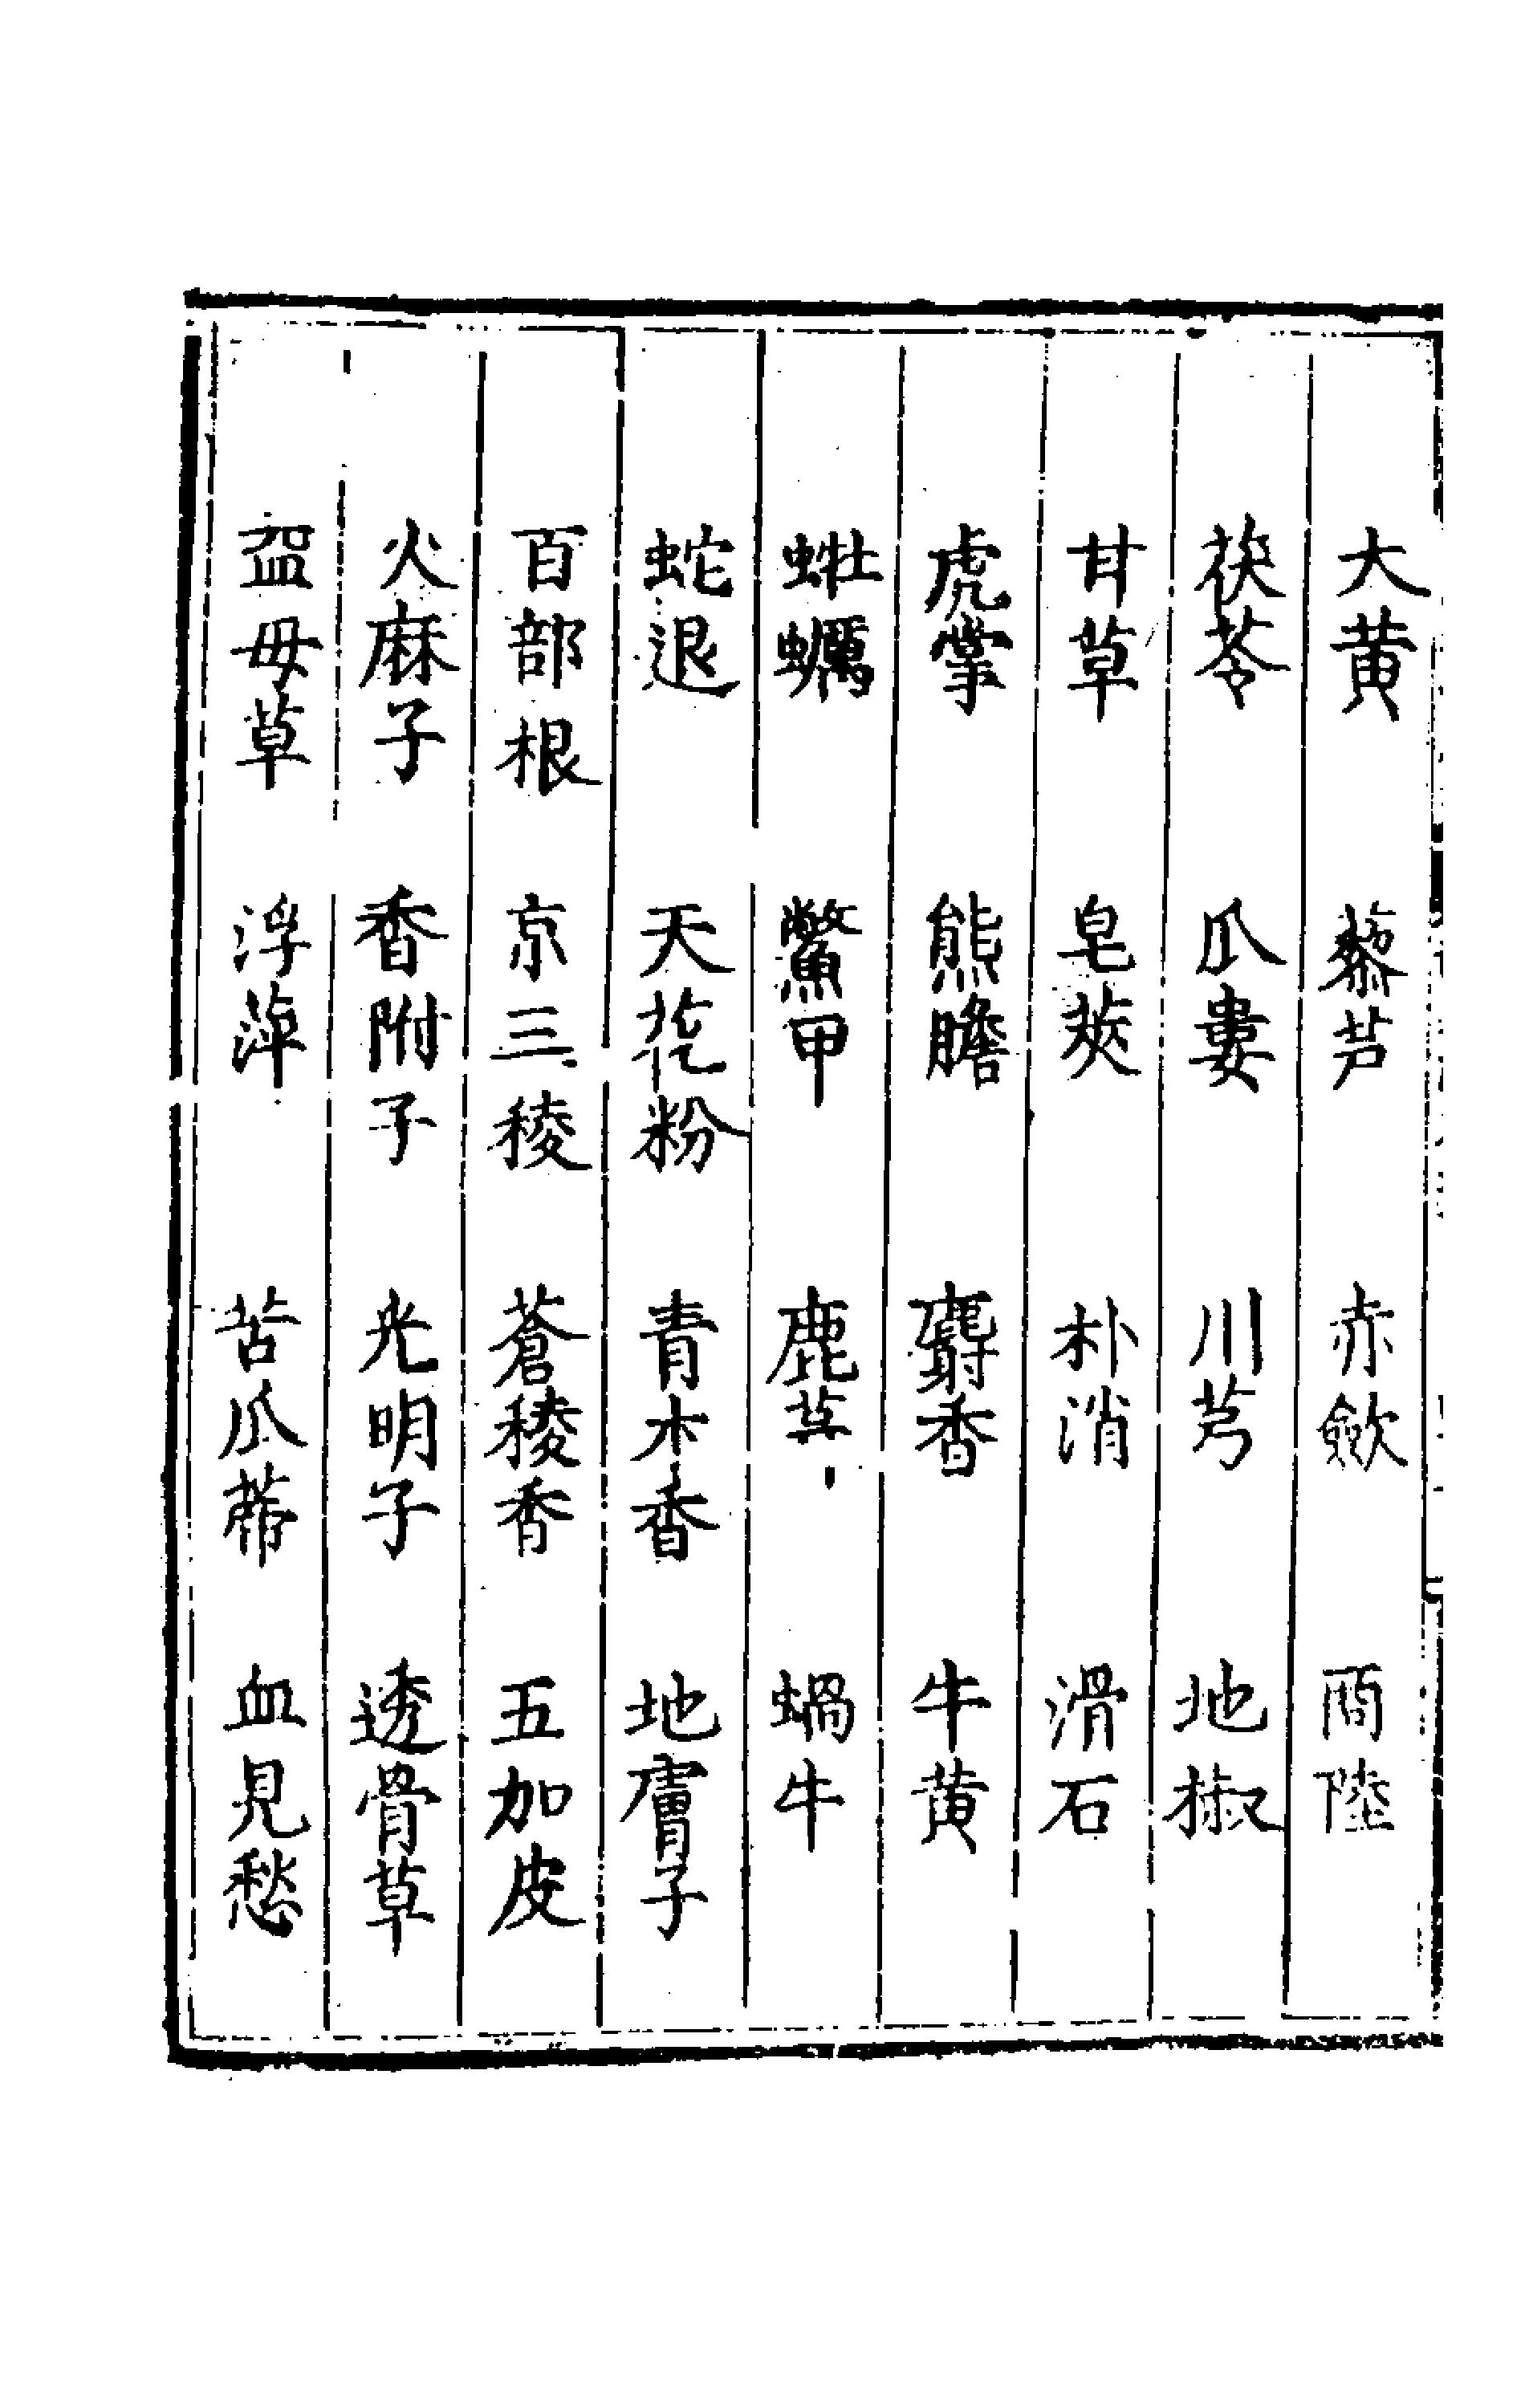 大黄 藜芦 赤歛 商陸
茯苓 瓜蔞 川芎 地椒
甘草 皂莢 朴消 滑石
虎掌 熊膽 麝香 牛黄
蛀蠣 鱉甲 鹿茸 蝸牛
蛇退 天花粉 青木香 地膚子
百部根 京三稜 蒼稜香 五加皮
火麻子 香附子 光明子 透骨草
益母草 浮萍 苦瓜蒂 血見愁